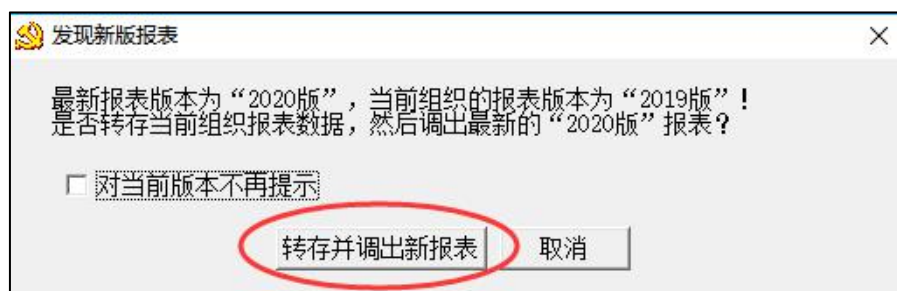 发现新版报表
最新报表版本为“2020版”，当前组织的报表版本为“2019版”！
是否转存当前组织报表数据，然后调出最新的“2020版”报表？
对当前版本不再提示
转存并调出新报表
取消